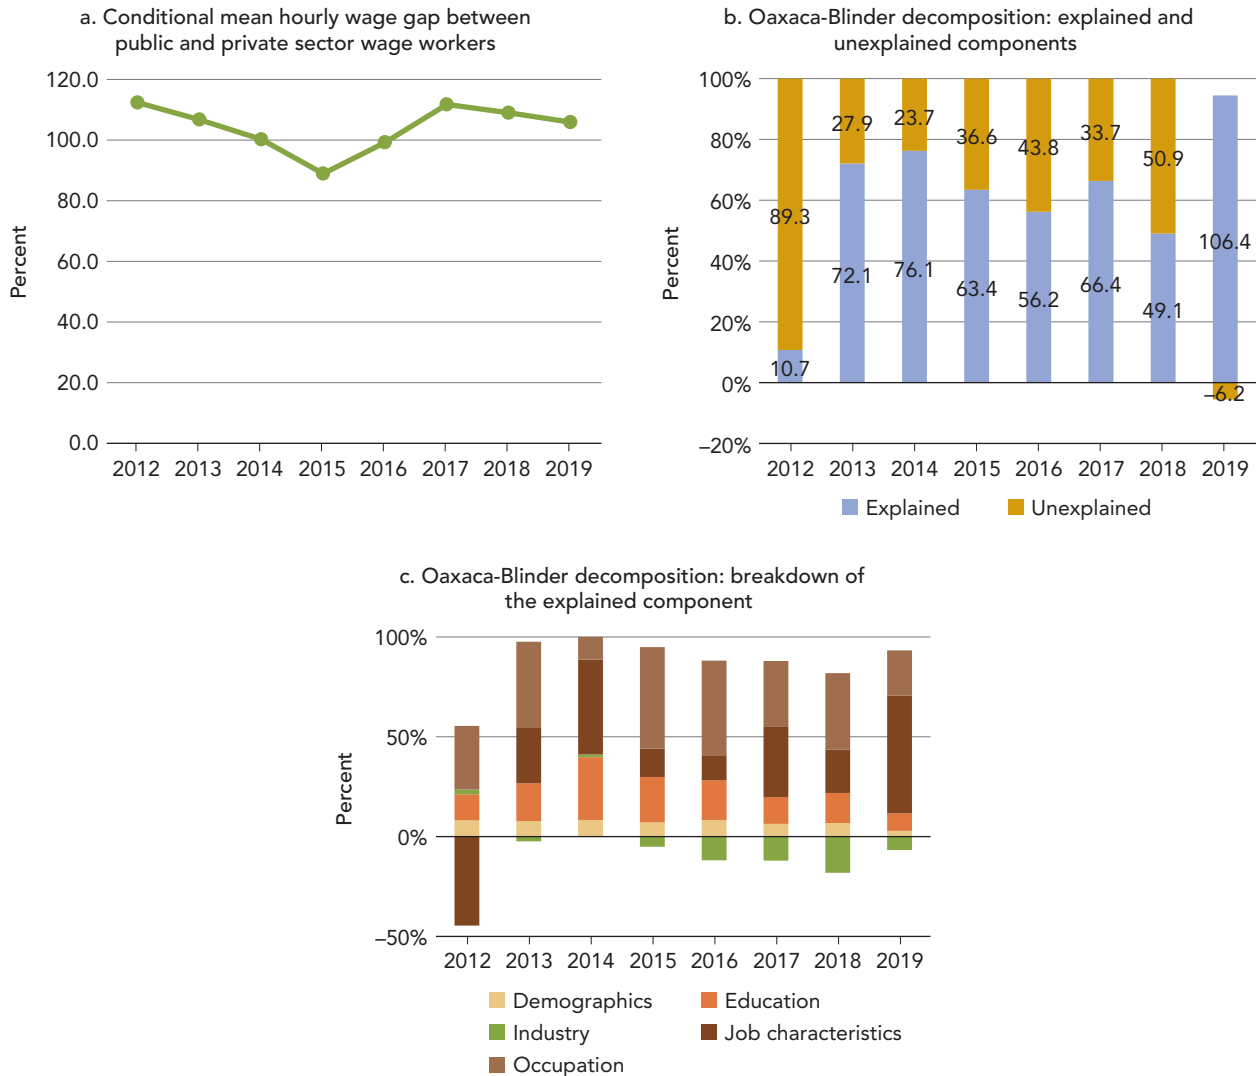 a. Conditional mean hourly wage gap between
public and private sector wage workers
120.0
100.0
80.0
60.0
40.0
20.0
0.0
Percent
2012 2013 2014 2015 2016 2017 2018 2019
b. Oaxaca-Blinder decomposition: explained and
unexplained components
100%
80%
60%
40%
20%
0%
–20%
Percent
89.3 27.9 23.7 36.6 43.8 33.7 50.9 –6.2
10.7 72.1 76.1 63.4 56.2 66.4 49.1 106.4
2012 2013 2014 2015 2016 2017 2018 2019
Explained Unexplained
c. Oaxaca-Blinder decomposition: breakdown of
the explained component
100%
50%
0%
–50%
Percent
2012 2013 2014 2015 2016 2017 2018 2019
Demographics Education
Industry Job characteristics
Occupation